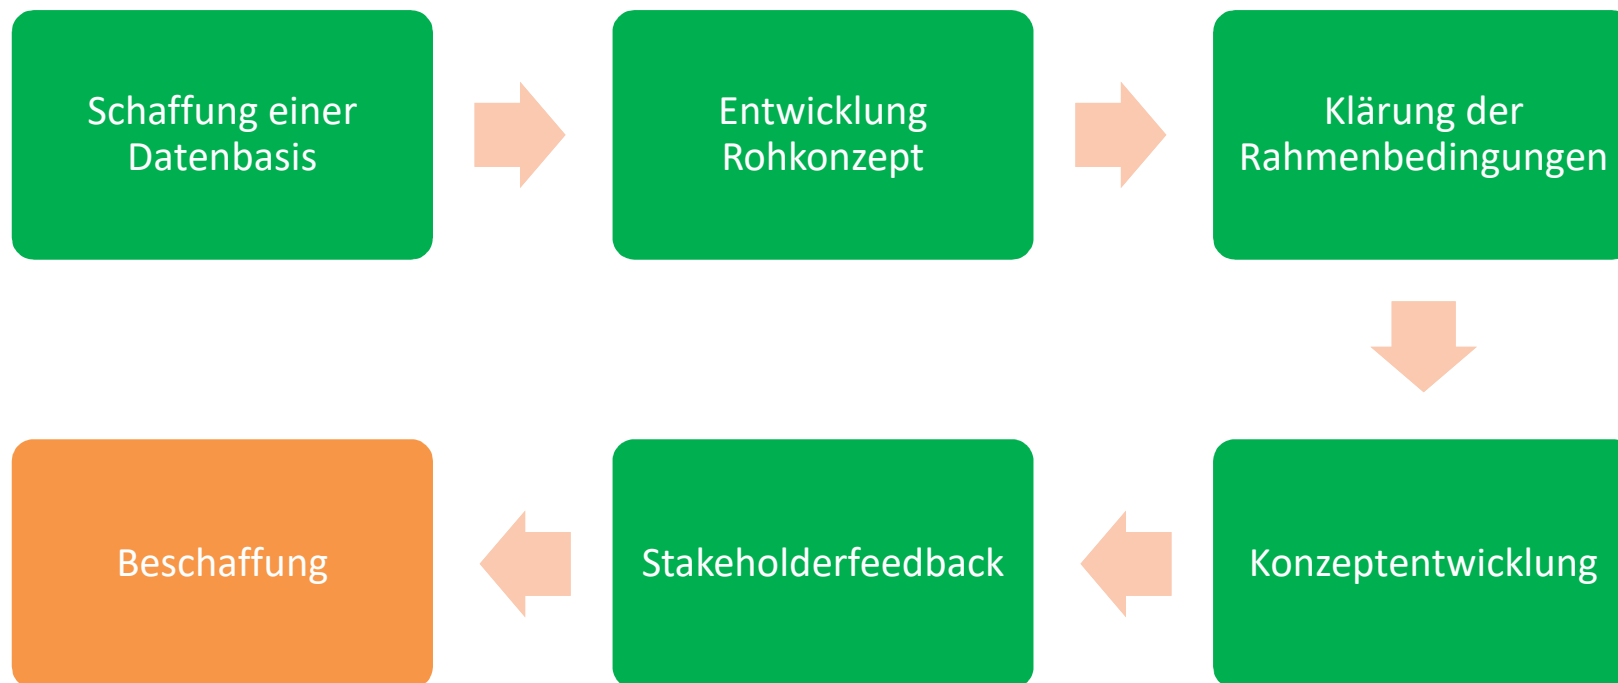 Schaffung einer
Datenbasis
Entwicklung
Rohkonzept
Klärung der
Rahmenbedingungen
Beschaffung
Stakeholderfeedback
Konzeptentwicklung